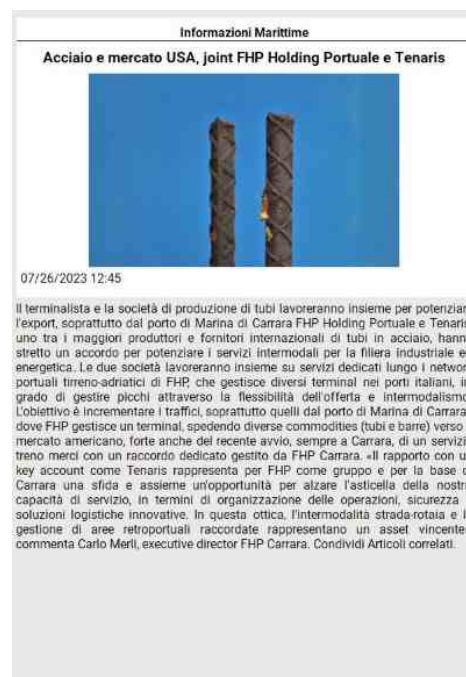 Informazioni Marittime
Acciaio e mercato USA, joint FHP Holding Portuale e Tenaris
07/26/2023 12:45
Il terminalista e la società di produzione di tubi lavoreranno insieme per potenziar
l'export, soprattutto dal porto di Marina di Carrara FHP Holding Portuale e Tenaris
uno tra i maggiori produttori e fornitori internazionali di tubi in acciaio, hann
stretto un accordo per potenziare i servizi intermodali per la filiera industriale e
energetica. Le due società lavoreranno insieme su servizi dedicati lungo i networ
portuali tirreno-adriatici di FHP, che gestisce diversi terminal nei porti italiani, i
grado di gestire picchi attraverso la flessibilità dell'offerta e intermodalismo
L'obiettivo è incrementare i traffici, soprattutto quelli dal porto di Marina di Carrara
dove FHP gestisce un terminal, spedendo diverse commodities (tubi e barre) verso
mercato americano, forte anche del recente avvio, sempre a Carrara, di un servizi
treno merci con un raccordo dedicato gestito da FHP Carrara. «Il rapporto con u
key account come Tenaris rappresenta per FHP come gruppo e per la base d
Carrara una sfida e assieme un'opportunità per alzare l'asticella della nostr
capacità di servizio, in termini di organizzazione delle operazioni, sicurezza
soluzioni logistiche innovative. In questa ottica, l'intermodalità strada-rotaia e l
gestione di aree retroportuali raccordate rappresentano un asset vincente
commenta Carlo Merli, executive director FHP Carrara. Condividi Articoli correlati.